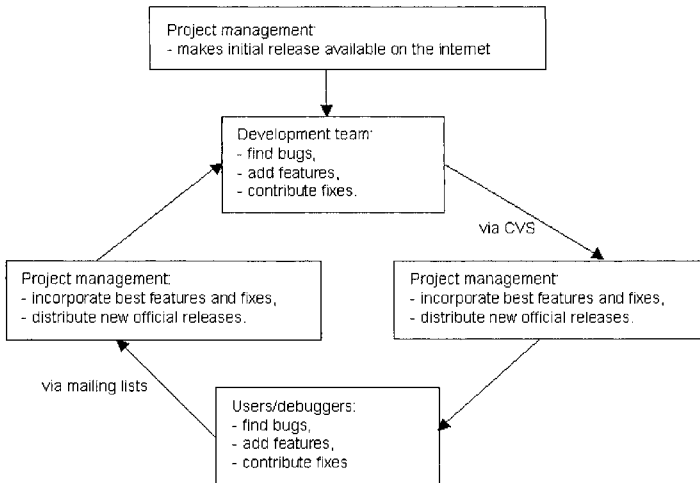 Project management:
- makes initial release available on the internet
Development team:
- find bugs,
- add features,
- contribute fixes.
via CVS
Project management:
- incorporate best features and fixes,
- distribute new official releases.
Project management:
- incorporate best features and fixes,
- distribute new official releases.
via mailing lists
Users/debuggers:
- find bugs,
- add features,
- contribute fixes